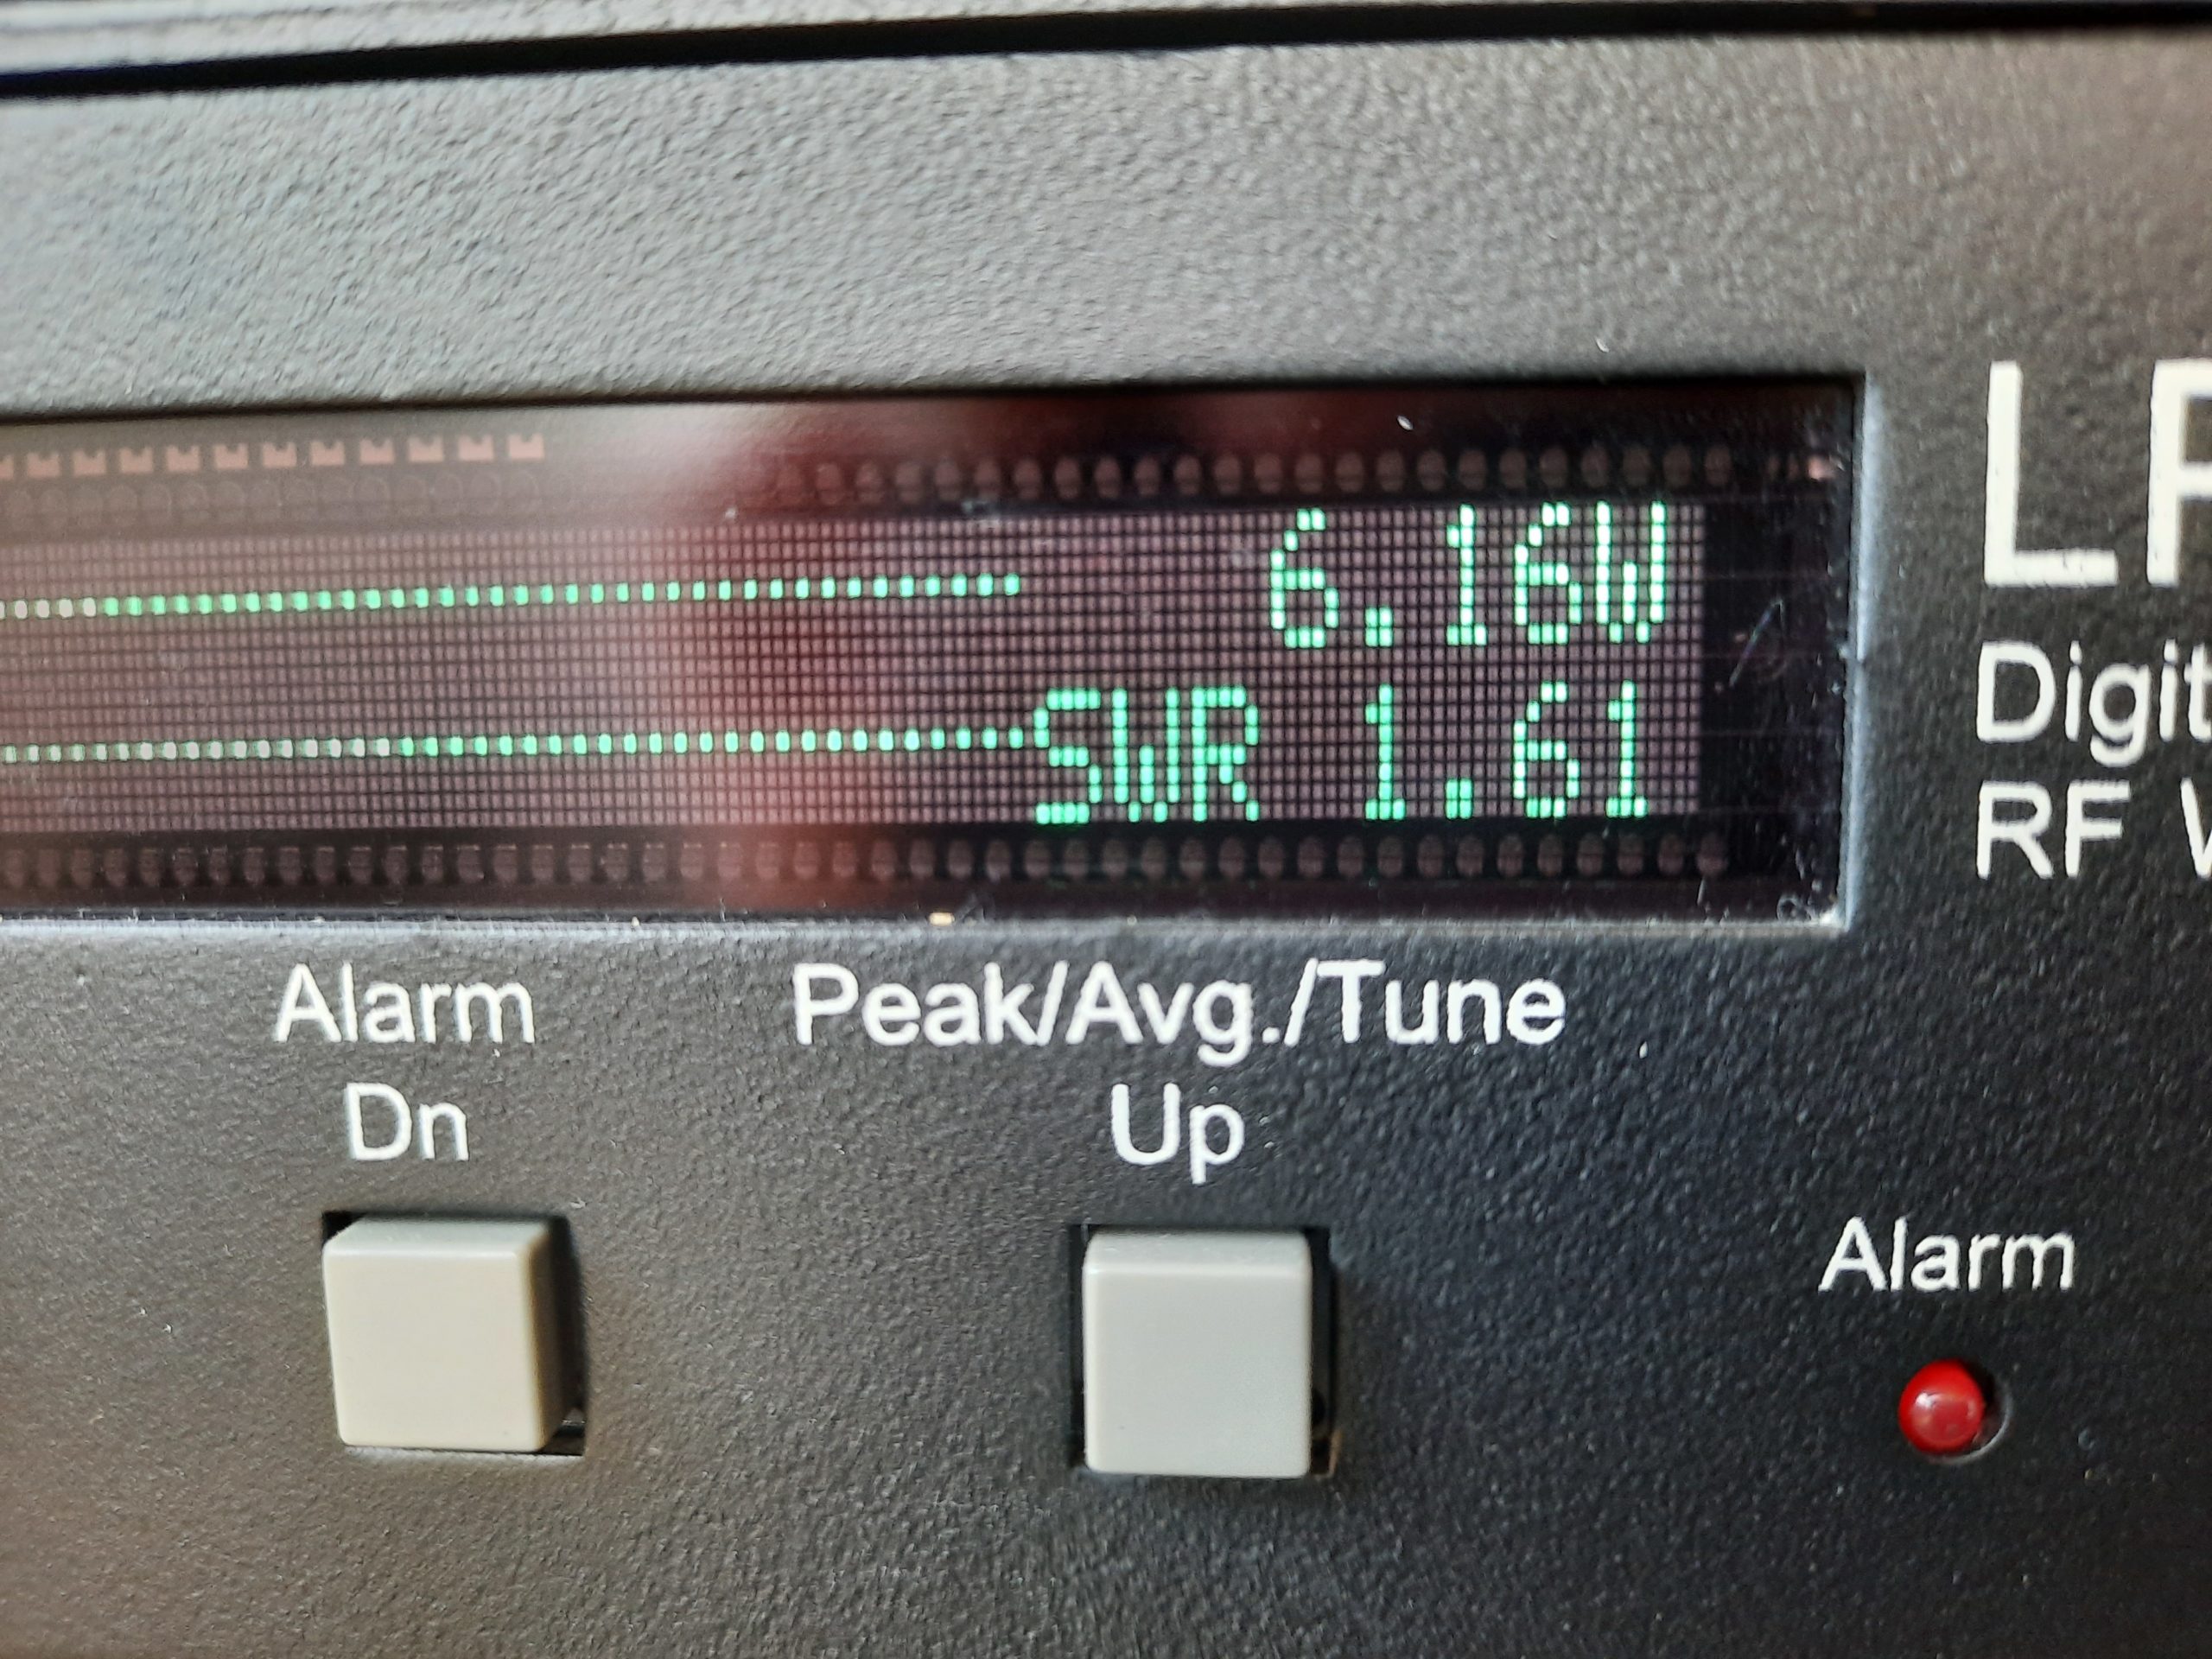 6.16W
SWR 1.61
LP
Digit
RF W
Alarm
Dn
Peak/Avg./Tune
Up
Alarm